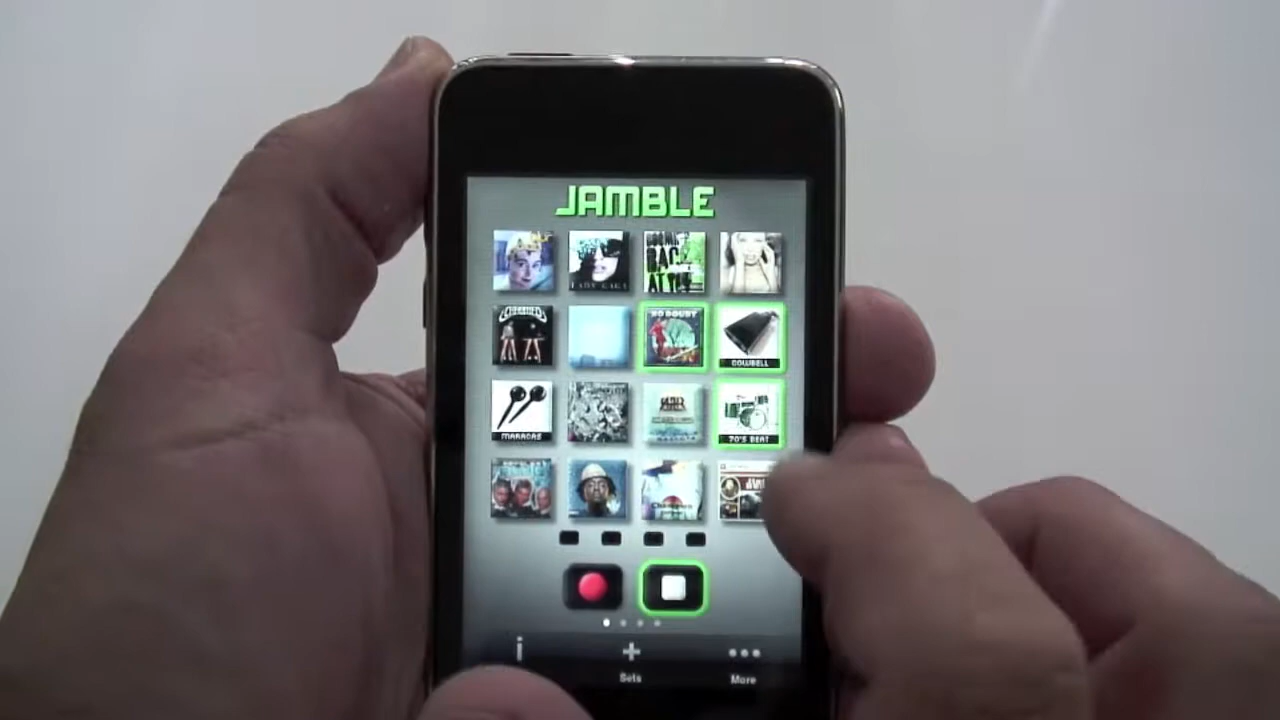 JAMBLE
LADY GAGA
NO DOUBT
COWBELL
MARACAS
70'S BEAT
i
Sets
More